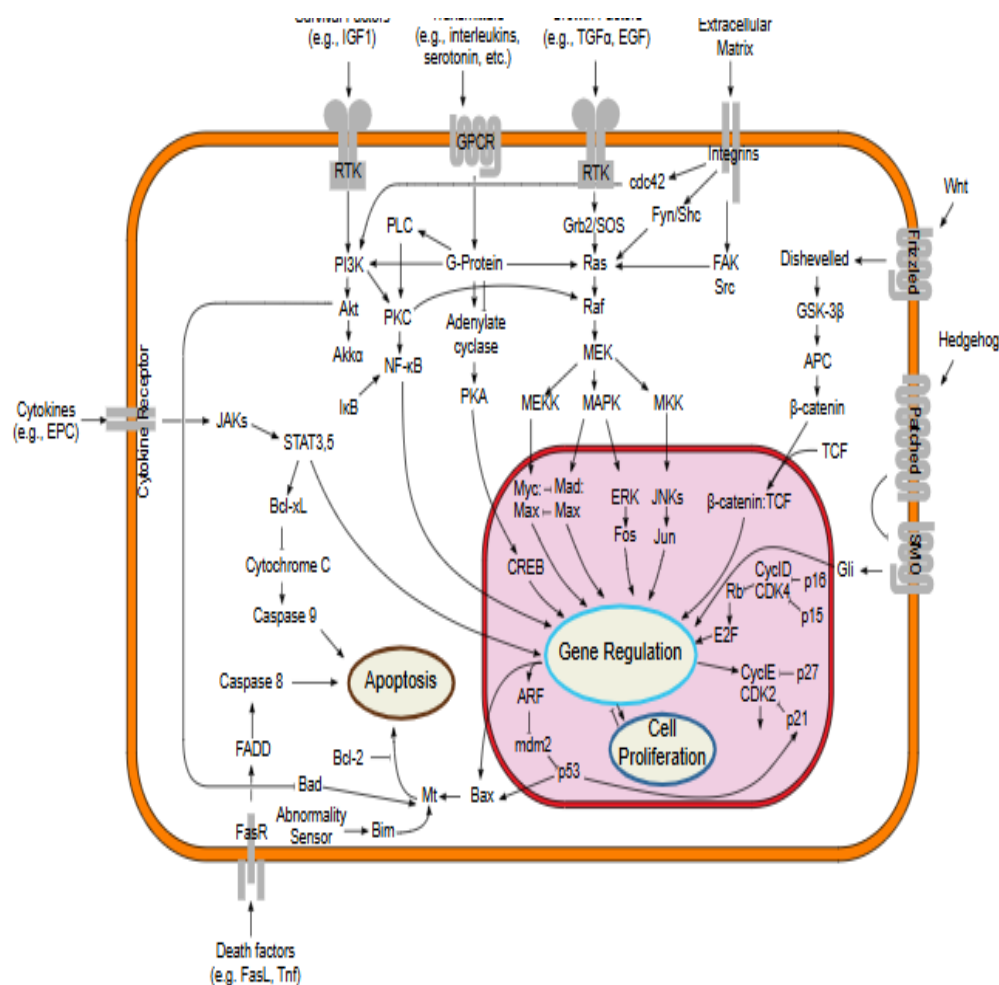 Survival Factors
(e.g., IGF1)
(e.g., interleukins,
serotonin, etc.)
Growth Factors
(e.g., TGFα, EGF)
Extracellular
Matrix
RTK
GPCR
RTK
Integrins
cdc42
Wnt
Fyn/Shc
PLC
Grb2/SOS
Frizzled
Dishevelled
PI3K
G-Protein
Ras
FAK
Src
Akt
PKC
Adenylate
cyclase
Raf
GSK-3β
Hedgehog
Akkα
NF-κB
MEK
APC
Cytokine Receptor
IκB
PKA
MEKK
MAPK
MKK
β-catenin
Cytokines
(e.g., EPC)
JAKs
STAT3,5
TCF
Patched
Bcl-xL
Myc:
Max
Mad:
Max
ERK
JNKs
β-catenin:TCF
Fos
Jun
SMO
Cytochrome C
CREB
Gli
CyclD
CDK4
Rb
p16
p15
Caspase 9
E2F
Gene Regulation
Caspase 8
Apoptosis
ARF
CyclE
CDK2
p27
p21
FADD
Bcl-2
mdm2
Cell
Proliferation
p53
Bad
Mt
Bax
Abnormality
Sensor
Bim
FasR
Death factors
(e.g. FasL, Tnf)